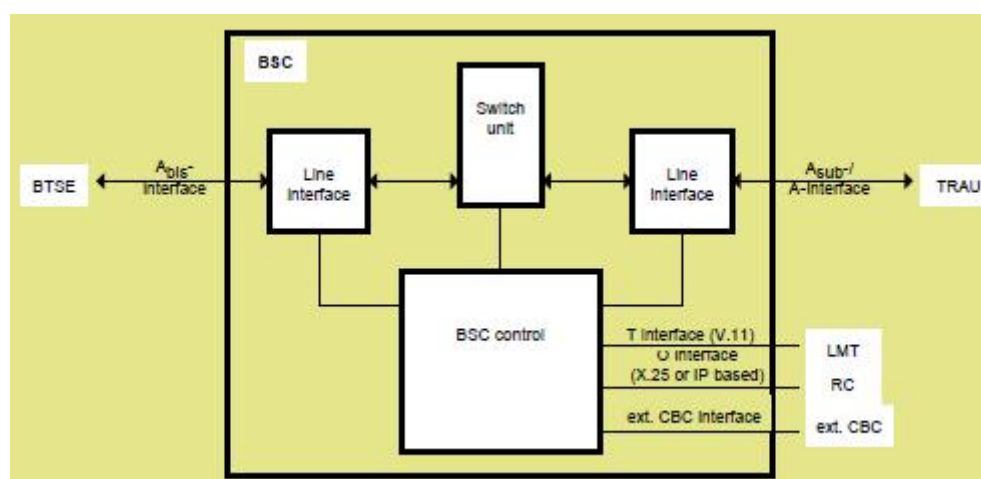 BSC
Switch
unit
BTSE
Abis-
Interface
Line
Interface
Line
Interface
Asub-/
A-Interface
TRAU
BSC control
T Interface (V.11)
O Interface
(X.25 or IP based)
ext. CBC Interface
LMT
RC
ext. CBC